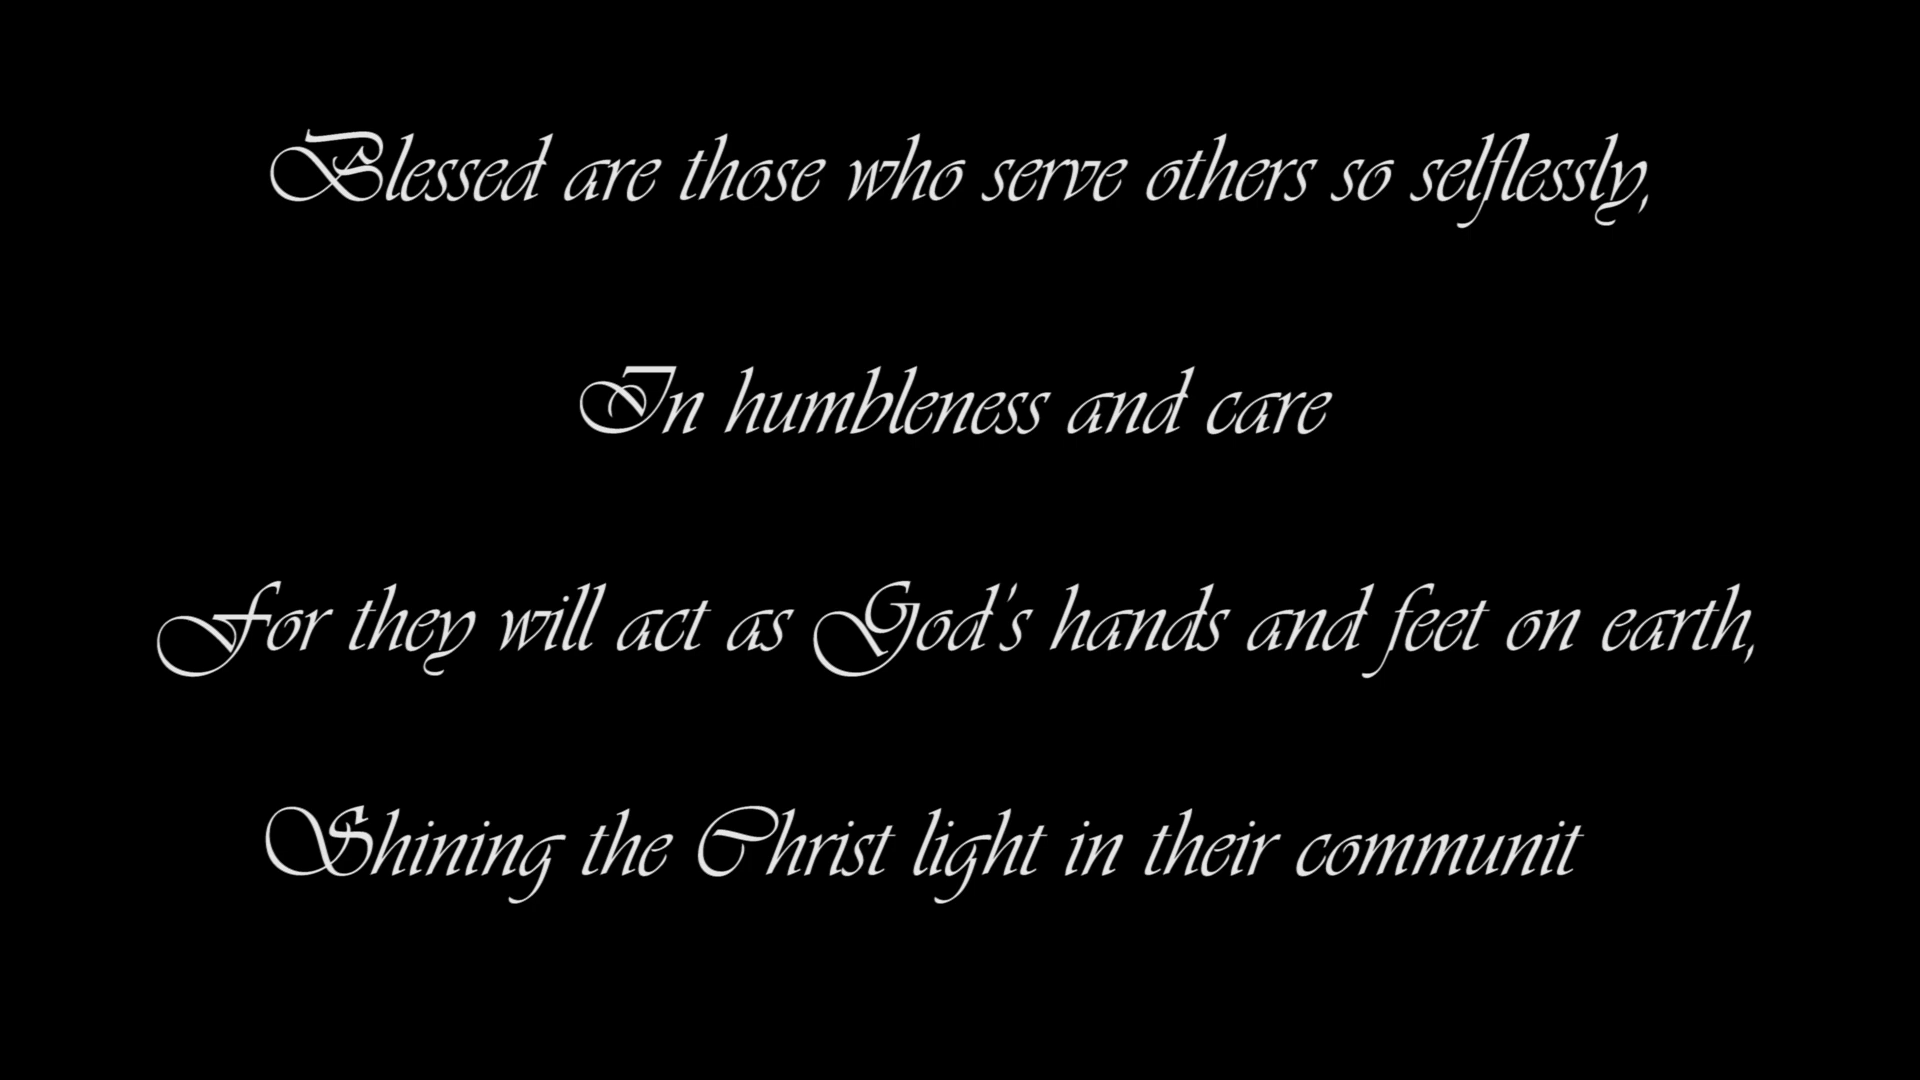 Blessed are those who serve others so selflessly,
In humbleness and care
For they will act as God's hands and feet on earth,
Shining the Christ light in their communit